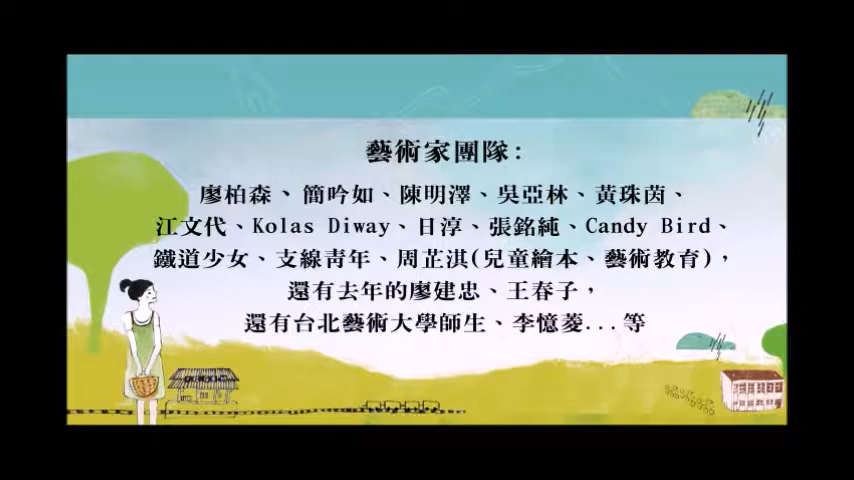 藝術家團隊:
廖柏森、簡吟如、陳明澤、吳亞林、黃珠茵、
江文代、Kolas Diway、日淳、張銘純、Candy Bird、
鐵道少女、支線青年、周芷淇(兒童繪本、藝術教育)，
還有去年的廖建忠、王春子，
還有台北藝術大學師生、李憶菱...等